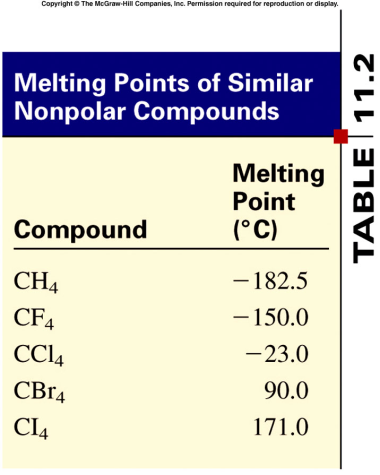 Copyright © The McGraw-Hill Companies, Inc. Permission required for reproduction or display.
TABLE 11.2
Melting Points of Similar
Nonpolar Compounds
Compound Melting Point (°C)
CH₄ −182.5
CF₄ −150.0
CCl₄ −23.0
CBr₄ 90.0
CI₄ 171.0